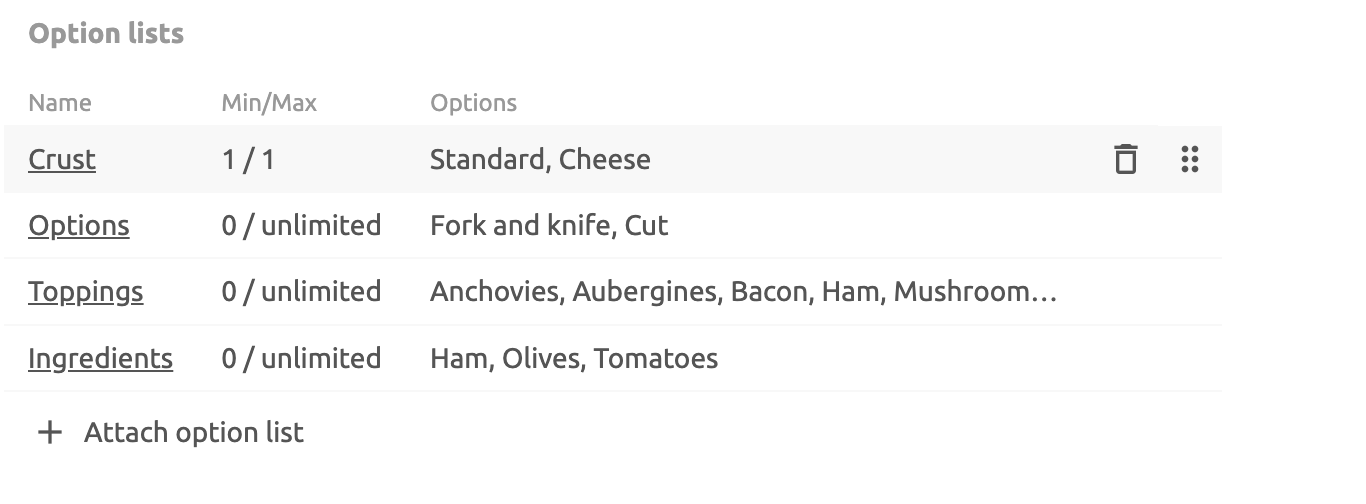 Option lists
Name Min/Max Options
Crust 1 / 1 Standard, Cheese
Options 0 / unlimited Fork and knife, Cut
Toppings 0 / unlimited Anchovies, Aubergines, Bacon, Ham, Mushroom…
Ingredients 0 / unlimited Ham, Olives, Tomatoes
+ Attach option list